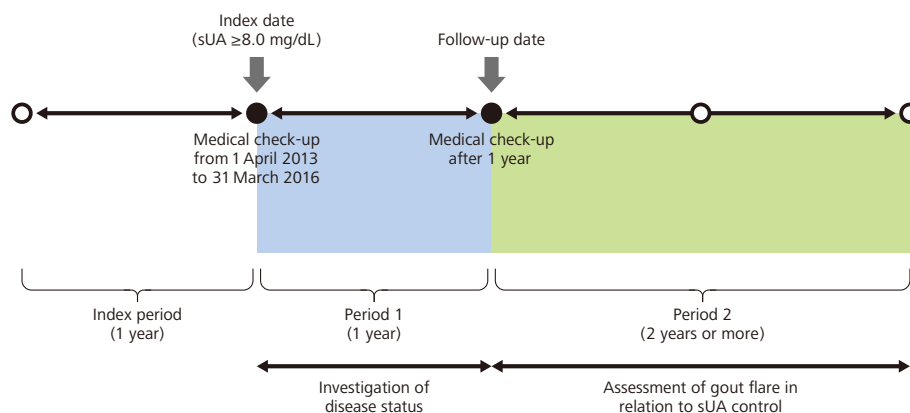 Index date
(sUA ≥8.0 mg/dL)
Follow-up date
Medical check-up
from 1 April 2013
to 31 March 2016
Medical check-up
after 1 year
Index period
(1 year)
Period 1
(1 year)
Period 2
(2 years or more)
Investigation of
disease status
Assessment of gout flare in
relation to sUA control